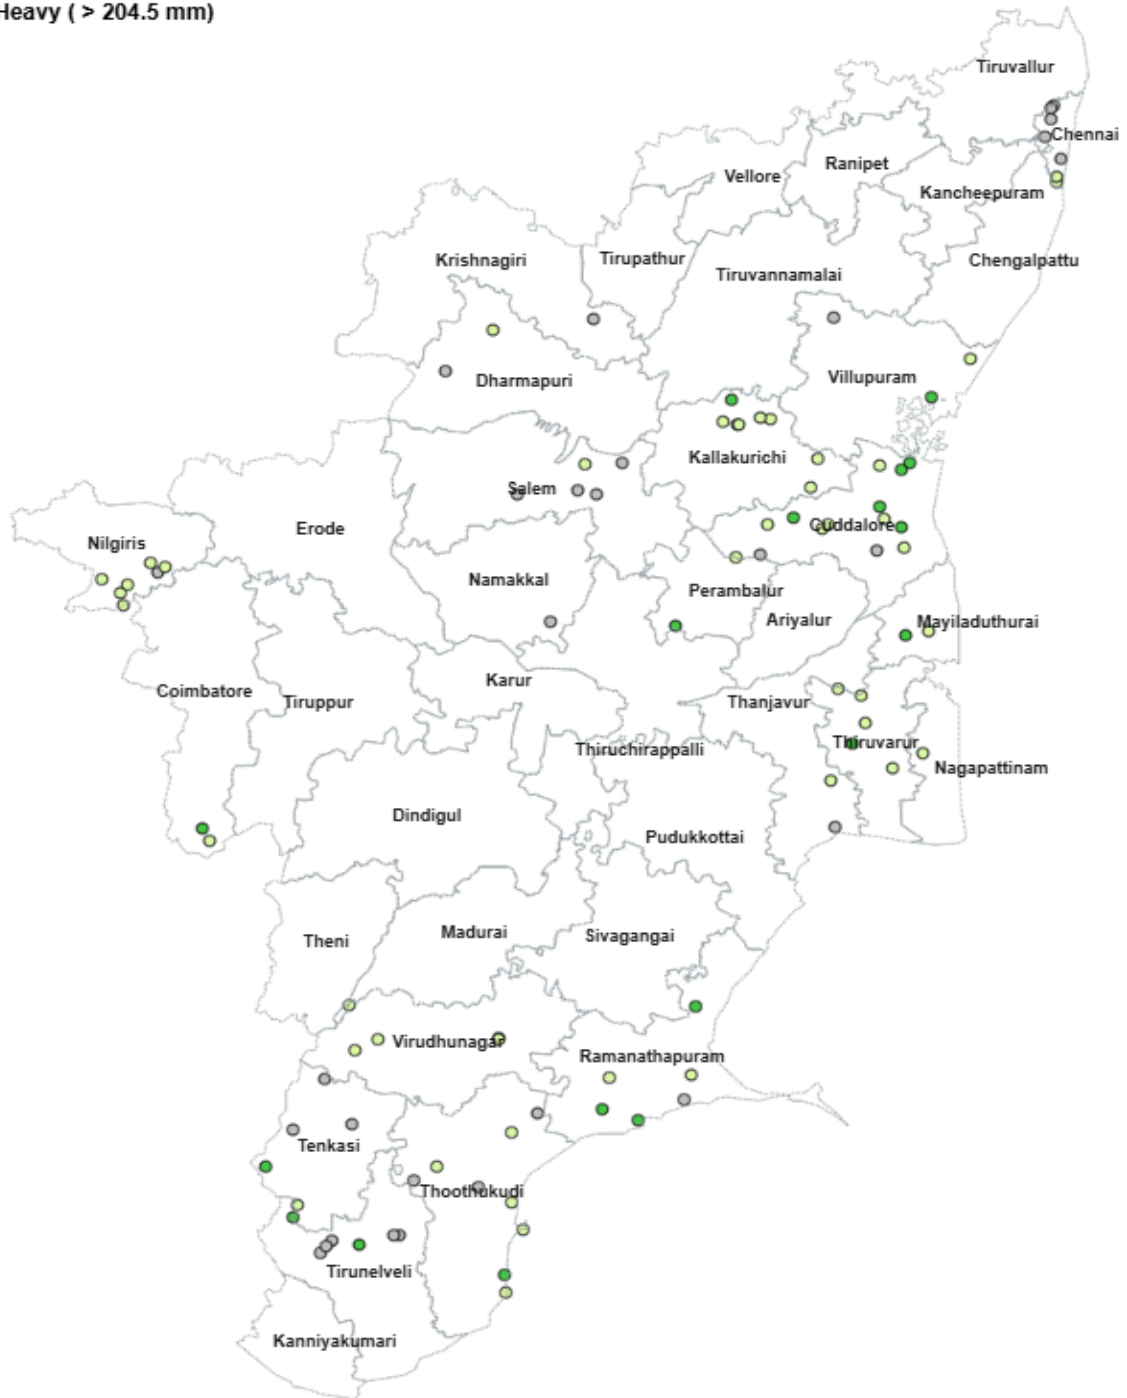 Heavy ( > 204.5 mm)
Tiruvallur
Chennai
Ranipet
Vellore
Kancheepuram
Krishnagiri
Tirupathur
Chengalpattu
Tiruvannamalai
Dharmapuri
Villupuram
Kallakurichi
Salem
Cuddalore
Erode
Nilgiris
Namakkal
Perambalur
Ariyalur
Mayiladuthurai
Karur
Coimbatore
Tiruppur
Thanjavur
Thiruvarur
Thiruchirappalli
Nagapattinam
Dindigul
Pudukkottai
Madurai
Sivagangai
Theni
Virudhunagar
Ramanathapuram
Tenkasi
Thoothukudi
Tirunelveli
Kanniyakumari